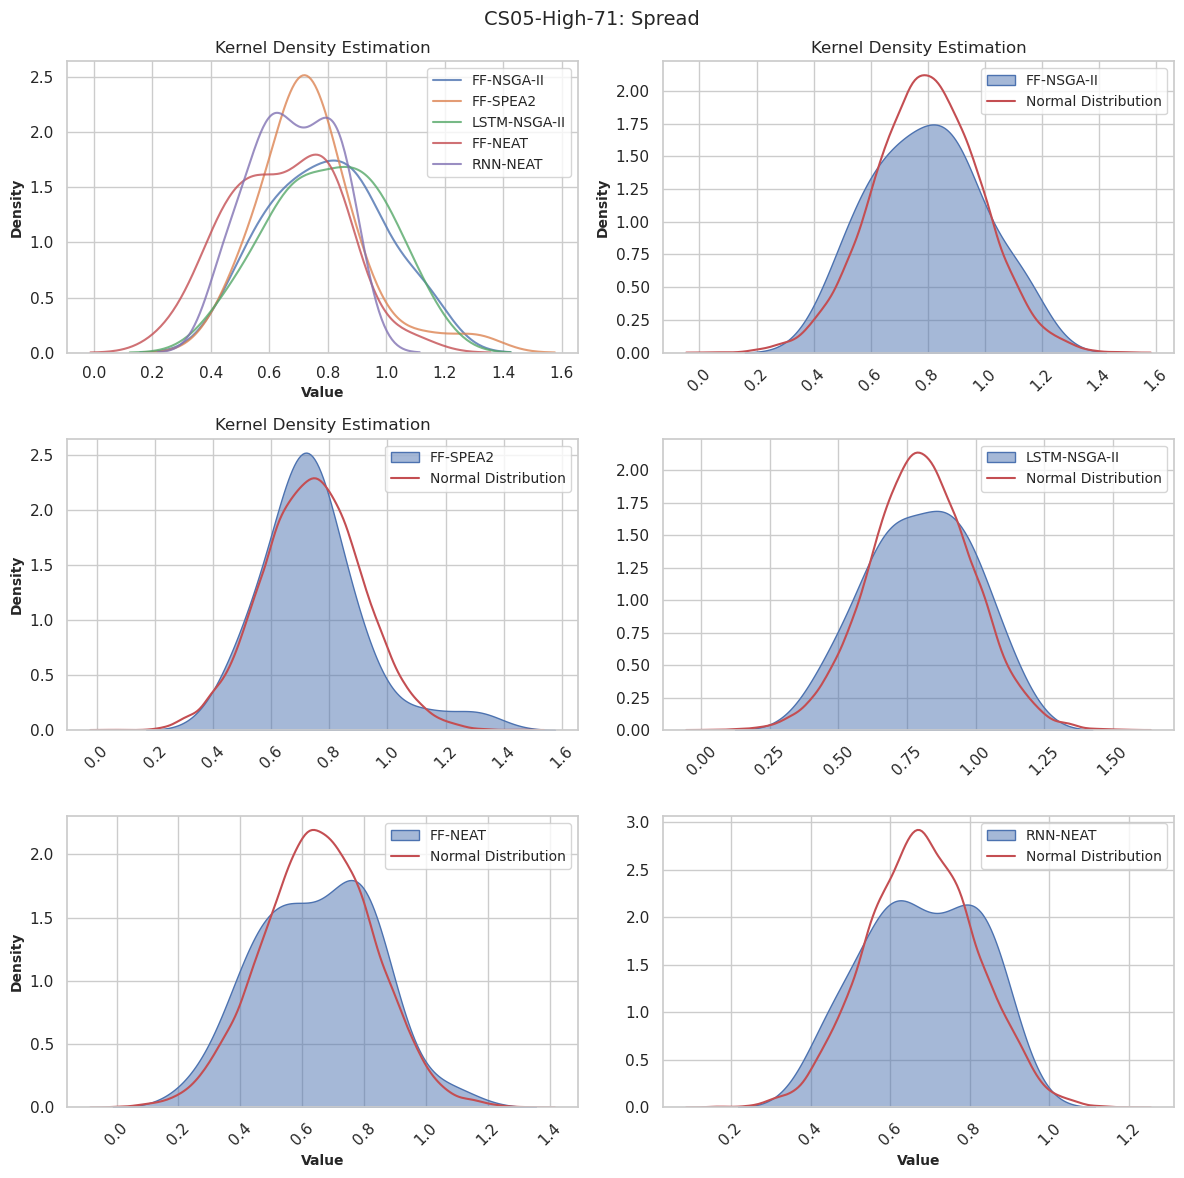 CS05-High-71: Spread
Kernel Density Estimation
Density
2.5
2.0
1.5
1.0
0.5
0.0
FF-NSGA-II
FF-SPEA2
LSTM-NSGA-II
FF-NEAT
RNN-NEAT
0.0 0.2 0.4 0.6 0.8 1.0 1.2 1.4 1.6
Value
Kernel Density Estimation
Density
2.00
1.75
1.50
1.25
1.00
0.75
0.50
0.25
0.00
FF-NSGA-II
Normal Distribution
0.0 0.2 0.4 0.6 0.8 1.0 1.2 1.4 1.6
Kernel Density Estimation
Density
2.5
2.0
1.5
1.0
0.5
0.0
FF-SPEA2
Normal Distribution
0.0 0.2 0.4 0.6 0.8 1.0 1.2 1.4 1.6
2.00
1.75
1.50
1.25
1.00
0.75
0.50
0.25
0.00
LSTM-NSGA-II
Normal Distribution
0.00 0.25 0.50 0.75 1.00 1.25 1.50
Density
2.0
1.5
1.0
0.5
0.0
FF-NEAT
Normal Distribution
0.0 0.2 0.4 0.6 0.8 1.0 1.2 1.4
Value
3.0
2.5
2.0
1.5
1.0
0.5
0.0
RNN-NEAT
Normal Distribution
0.2 0.4 0.6 0.8 1.0 1.2
Value